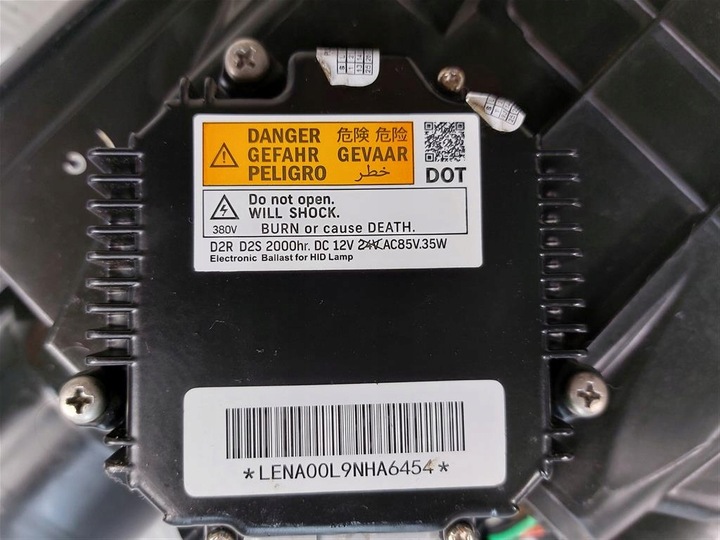 DANGER 危険 危险
GEFAHR GEVAAR
PELIGRO خطر
DOT
Do not open.
WILL SHOCK.
380V BURN or cause DEATH.
D2R D2S 2000hr. DC 12V 24V AC85V.35W
Electronic Ballast for HID Lamp
*LENA00L9NHA6454*